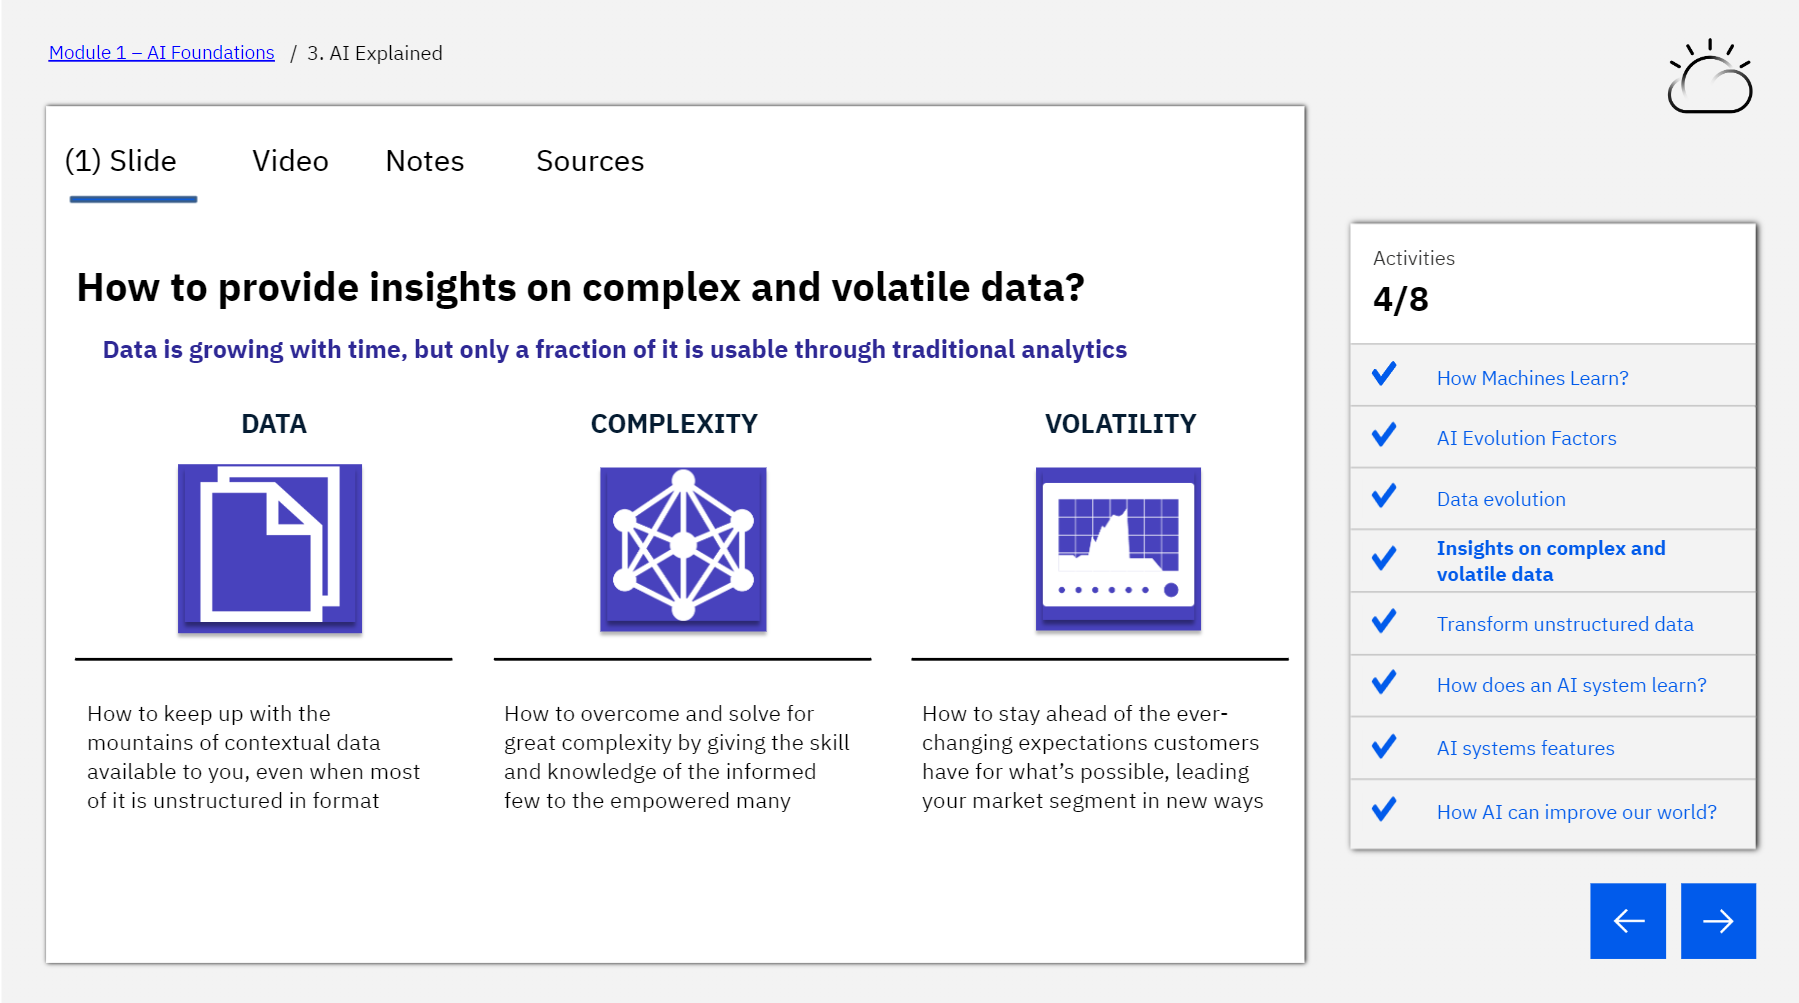 Module 1 – AI Foundations / 3. AI Explained
(1) Slide Video Notes Sources
How to provide insights on complex and volatile data?
Data is growing with time, but only a fraction of it is usable through traditional analytics
DATA
How to keep up with the
mountains of contextual data
available to you, even when most
of it is unstructured in format
COMPLEXITY
How to overcome and solve for
great complexity by giving the skill
and knowledge of the informed
few to the empowered many
VOLATILITY
How to stay ahead of the ever-
changing expectations customers
have for what’s possible, leading
your market segment in new ways
Activities
4/8
How Machines Learn?
AI Evolution Factors
Data evolution
Insights on complex and
volatile data
Transform unstructured data
How does an AI system learn?
AI systems features
How AI can improve our world?